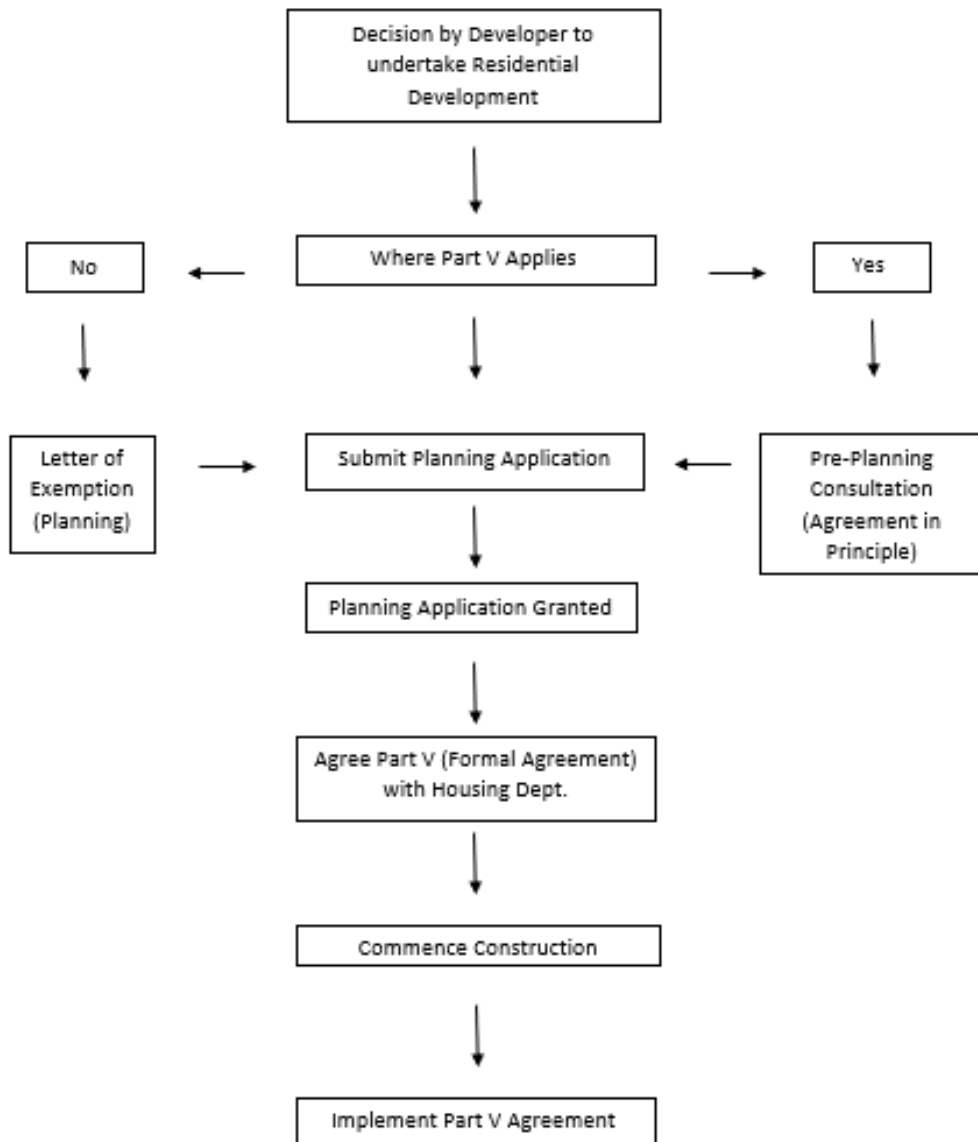 Decision by Developer to
undertake Residential
Development
No
Where Part V Applies
Yes
Letter of
Exemption
(Planning)
Submit Planning Application
Pre-Planning
Consultation
(Agreement in
Principle)
Planning Application Granted
Agree Part V (Formal Agreement)
with Housing Dept.
Commence Construction
Implement Part V Agreement